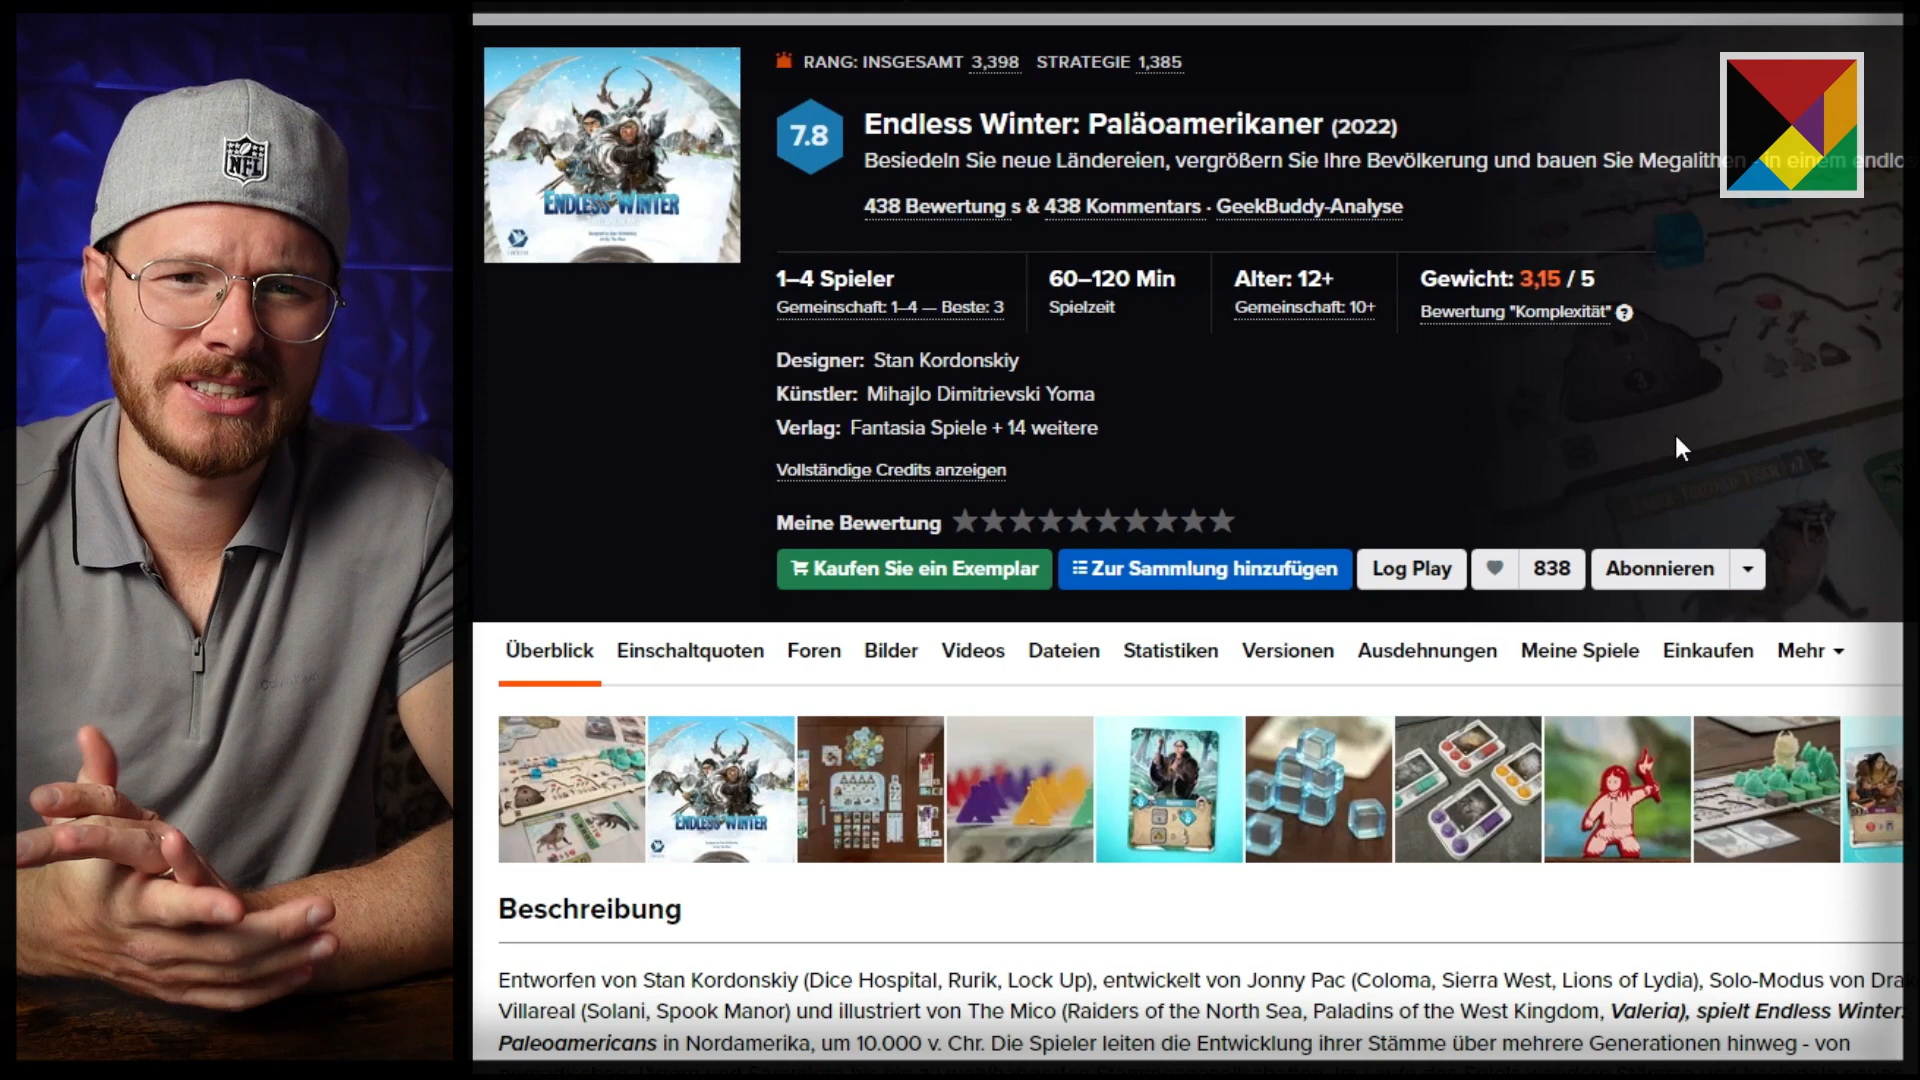 NFL
ENDLESS WINTER
RANG: INSGESAMT 3,398 STRATEGIE 1,385
7.8
Endless Winter: Paläoamerikaner (2022)
Besiedeln Sie neue Ländereien, vergrößern Sie Ihre Bevölkerung und bauen Sie Megalithen - in einem endlos
438 Bewertung s & 438 Kommentars · GeekBuddy-Analyse
1–4 Spieler
Gemeinschaft: 1–4 — Beste: 3
60–120 Min
Spielzeit
Alter: 12+
Gemeinschaft: 10+
Gewicht: 3,15 / 5
Bewertung "Komplexität" ?
Designer: Stan Kordonskiy
Künstler: Mihajlo Dimitrievski Yoma
Verlag: Fantasia Spiele + 14 weitere
Vollständige Credits anzeigen
Meine Bewertung
Kaufen Sie ein Exemplar
Zur Sammlung hinzufügen
Log Play
838
Abonnieren
Überblick Einschaltquoten Foren Bilder Videos Dateien Statistiken Versionen Ausdehnungen Meine Spiele Einkaufen Mehr
ENDLESS WINTER
Beschreibung
Entworfen von Stan Kordonskiy (Dice Hospital, Rurik, Lock Up), entwickelt von Jonny Pac (Coloma, Sierra West, Lions of Lydia), Solo-Modus von Drak
Villareal (Solani, Spook Manor) und illustriert von The Mico (Raiders of the North Sea, Paladins of the West Kingdom, Valeria), spielt Endless Winter:
Paleoamericans in Nordamerika, um 10.000 v. Chr. Die Spieler leiten die Entwicklung ihrer Stämme über mehrere Generationen hinweg - von